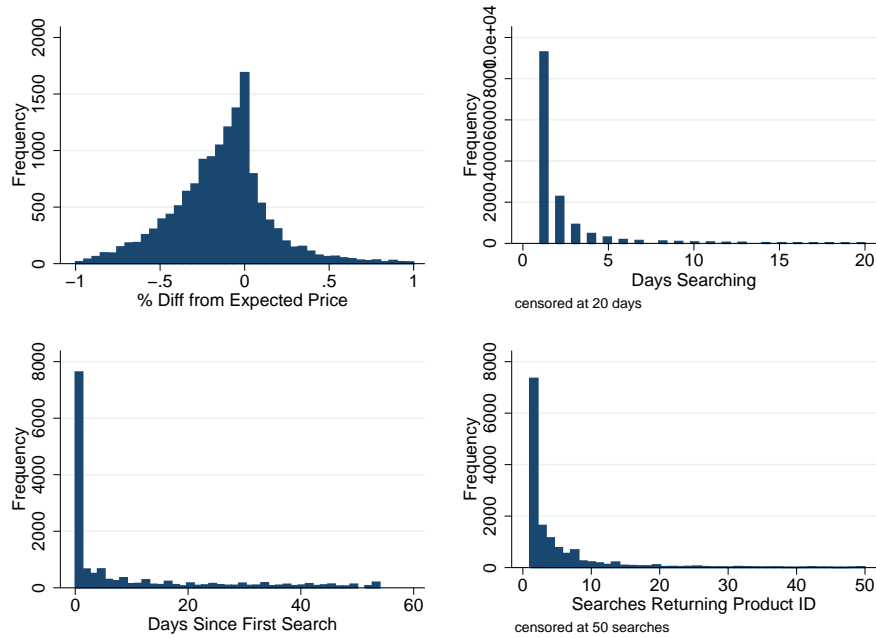 Frequency
0 500 1000 1500 2000
−1 −.5 0 .5 1
% Diff from Expected Price
Frequency
0 2000 4000 6000 8000 1.0e+04
0 5 10 15 20
Days Searching
censored at 20 days
Frequency
0 2000 4000 6000 8000
0 20 40 60
Days Since First Search
Frequency
0 2000 4000 6000 8000
0 10 20 30 40 50
Searches Returning Product ID
censored at 50 searches